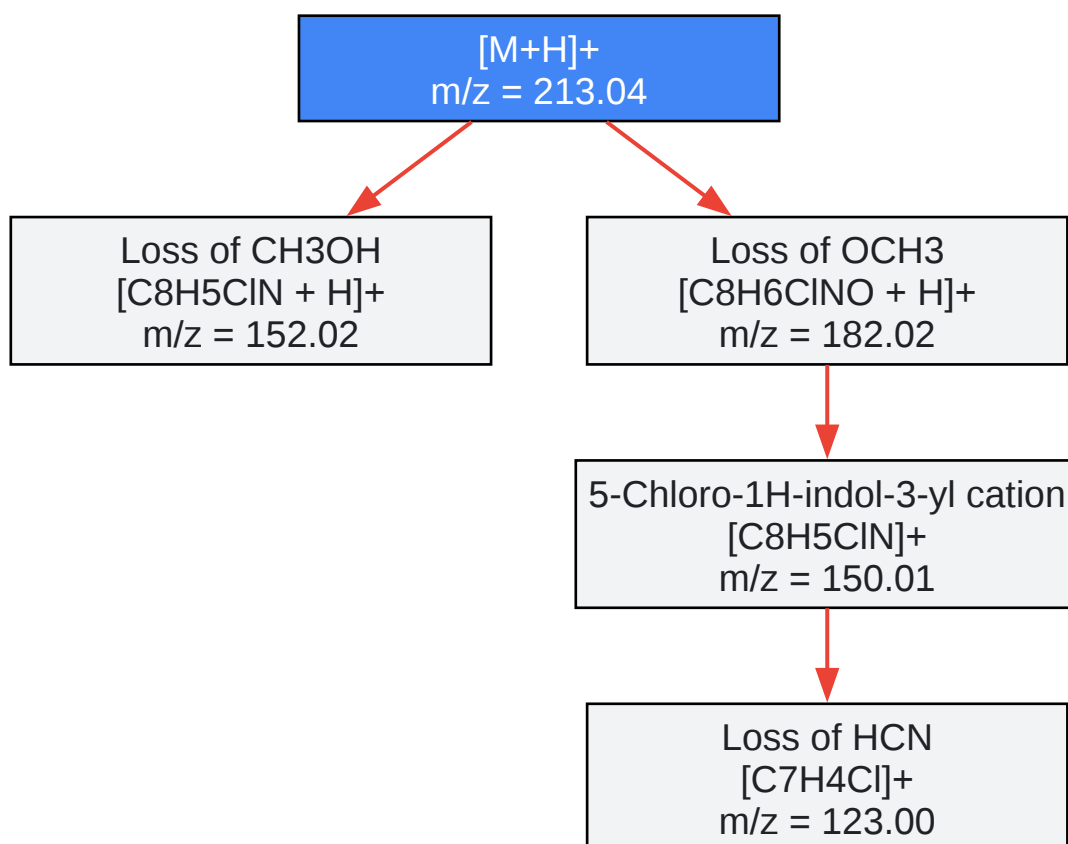 [M+H]+
m/z = 213.04
Loss of CH3OH
[C8H5ClN + H]+
m/z = 152.02
Loss of OCH3
[C8H6ClNO + H]+
m/z = 182.02
5-Chloro-1H-indol-3-yl cation
[C8H5ClN]+
m/z = 150.01
Loss of HCN
[C7H4Cl]+
m/z = 123.00